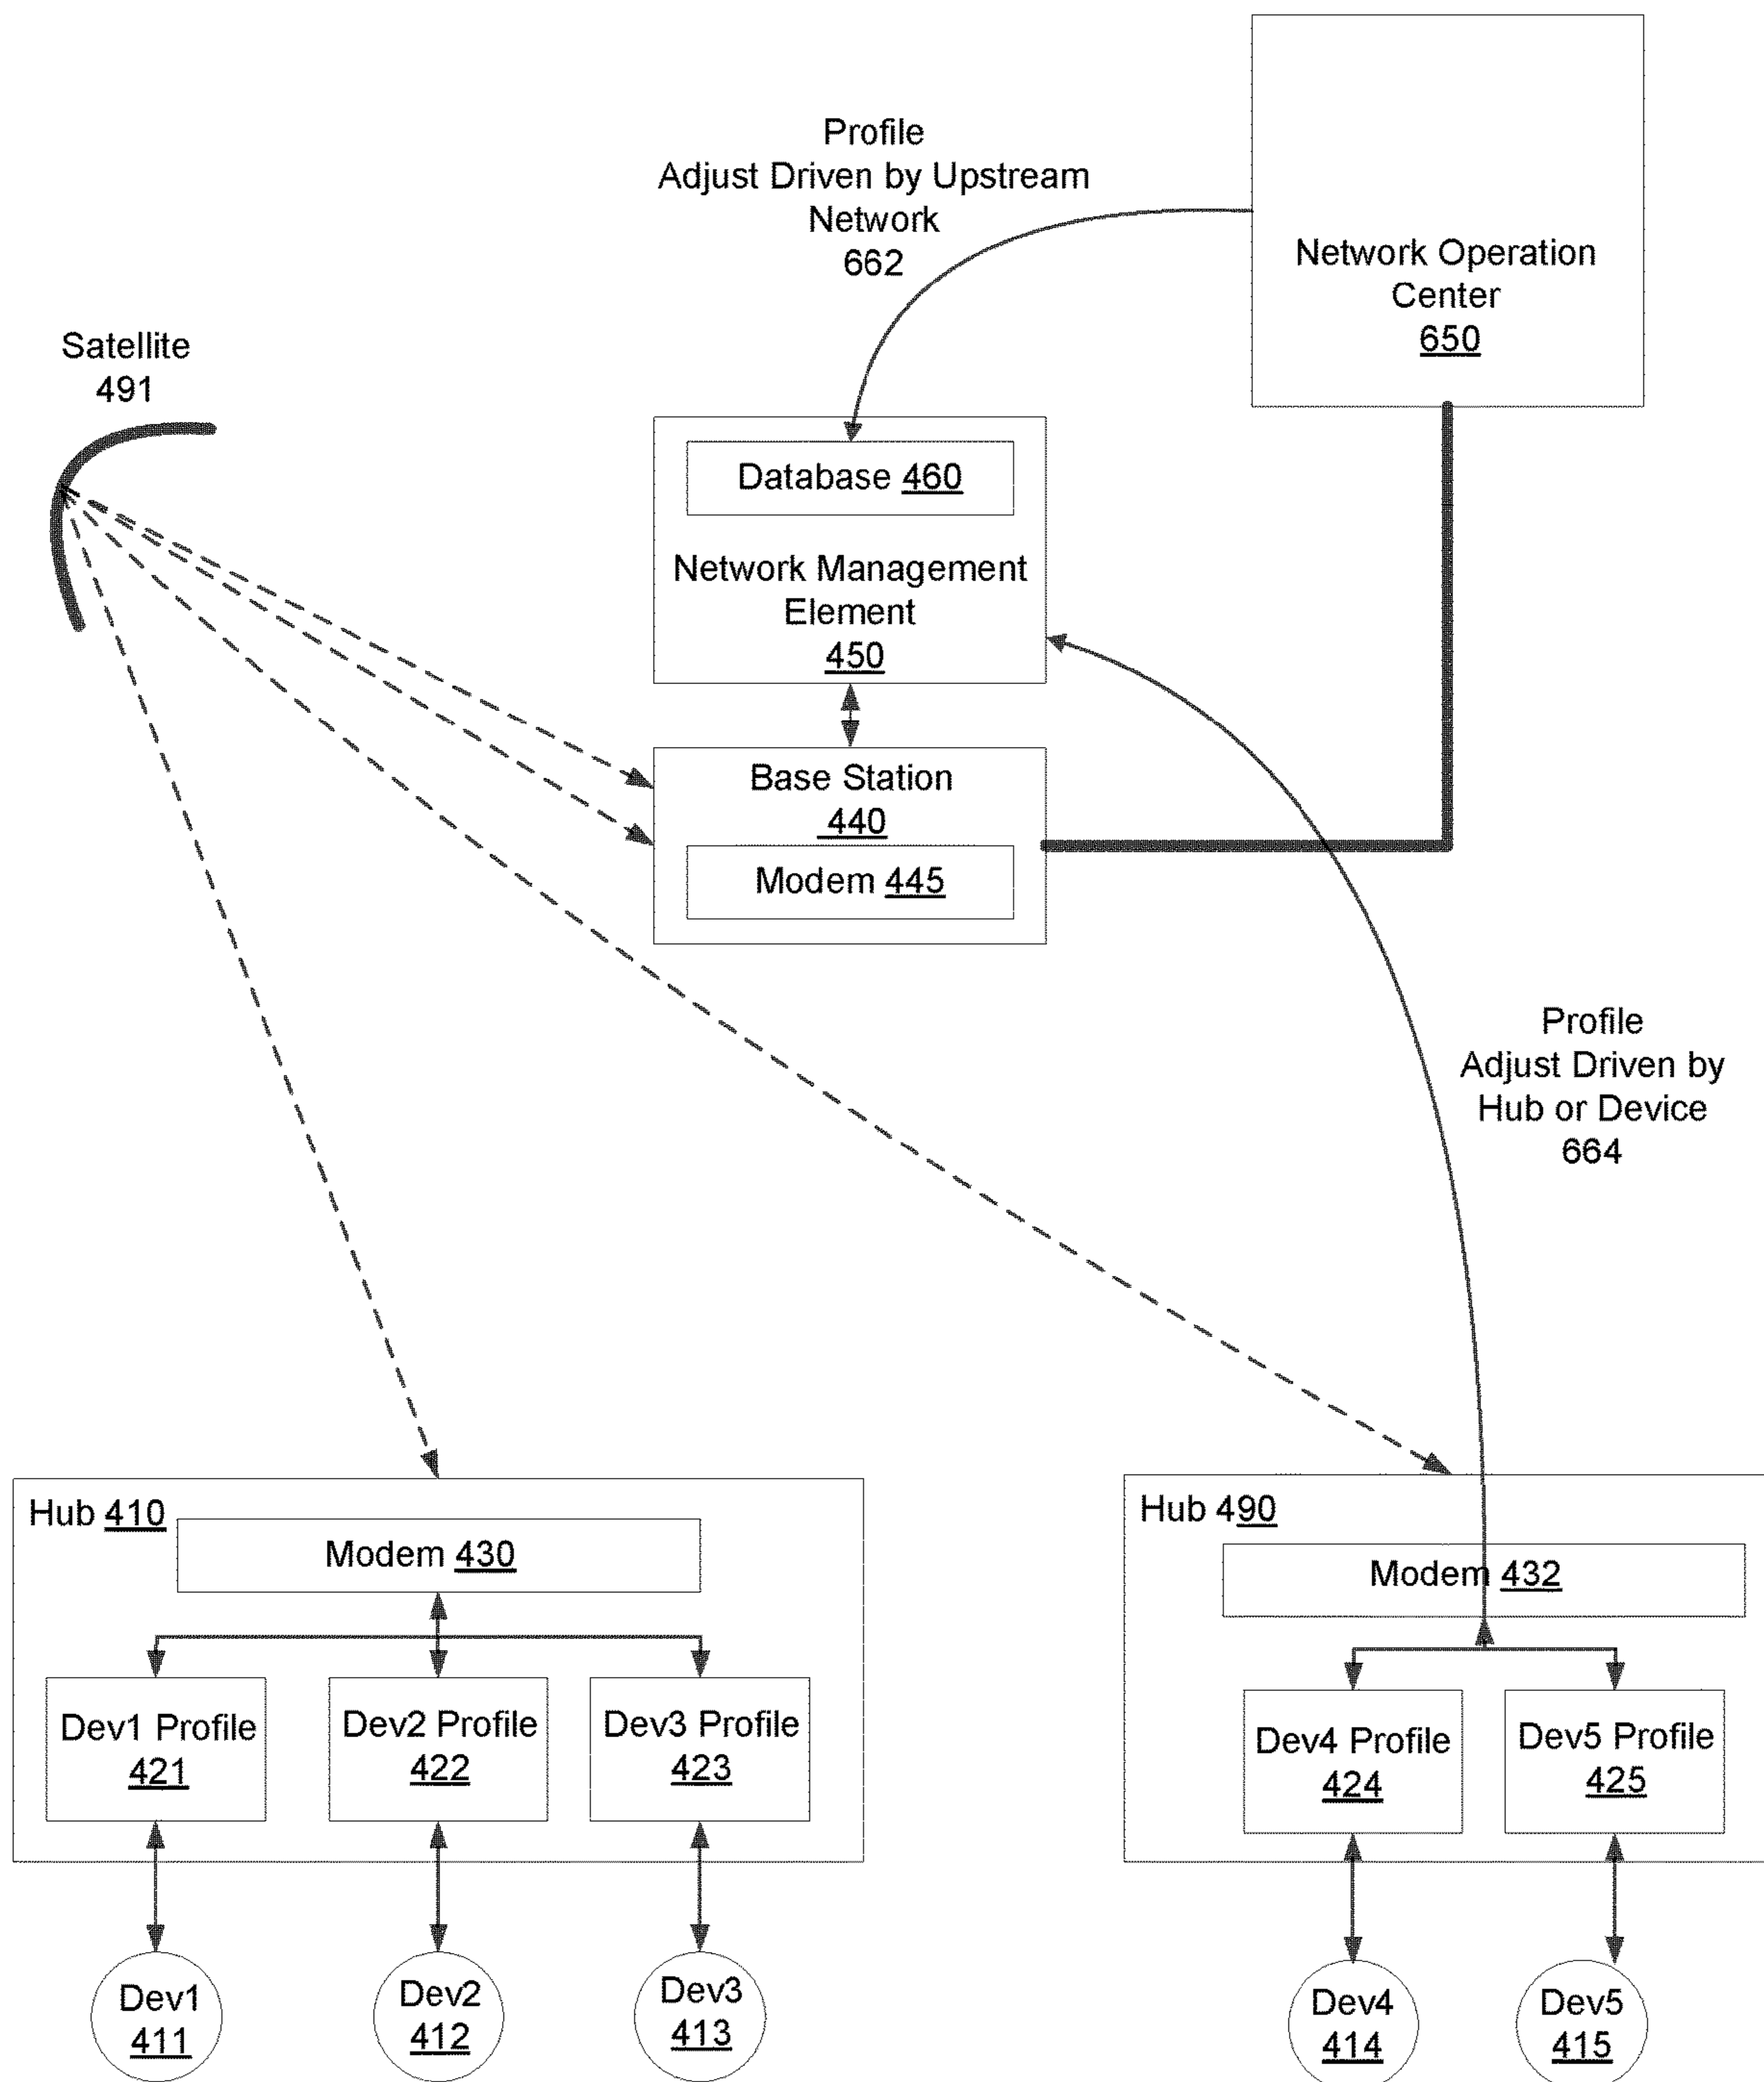 Profile
Adjust Driven by Upstream
Network
662
Network Operation
Center
650
Satellite
491
Database 460
Network Management
Element
450
Base Station
440
Modem 445
Profile
Adjust Driven by
Hub or Device
664
Hub 410
Modem 430
Dev1 Profile
421
Dev2 Profile
422
Dev3 Profile
423
Hub 490
Modem 432
Dev4 Profile
424
Dev5 Profile
425
Dev1
411
Dev2
412
Dev3
413
Dev4
414
Dev5
415